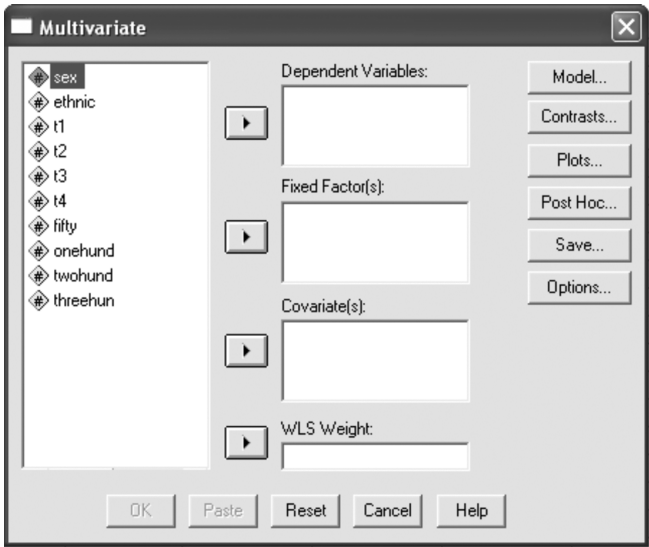 Multivariate
sex
ethnic
t1
t2
t3
t4
fifty
onehund
twohund
threehun
Dependent Variables:
Fixed Factor(s):
Covariate(s):
WLS Weight:
Model...
Contrasts...
Plots...
Post Hoc...
Save...
Options...
OK
Paste
Reset
Cancel
Help